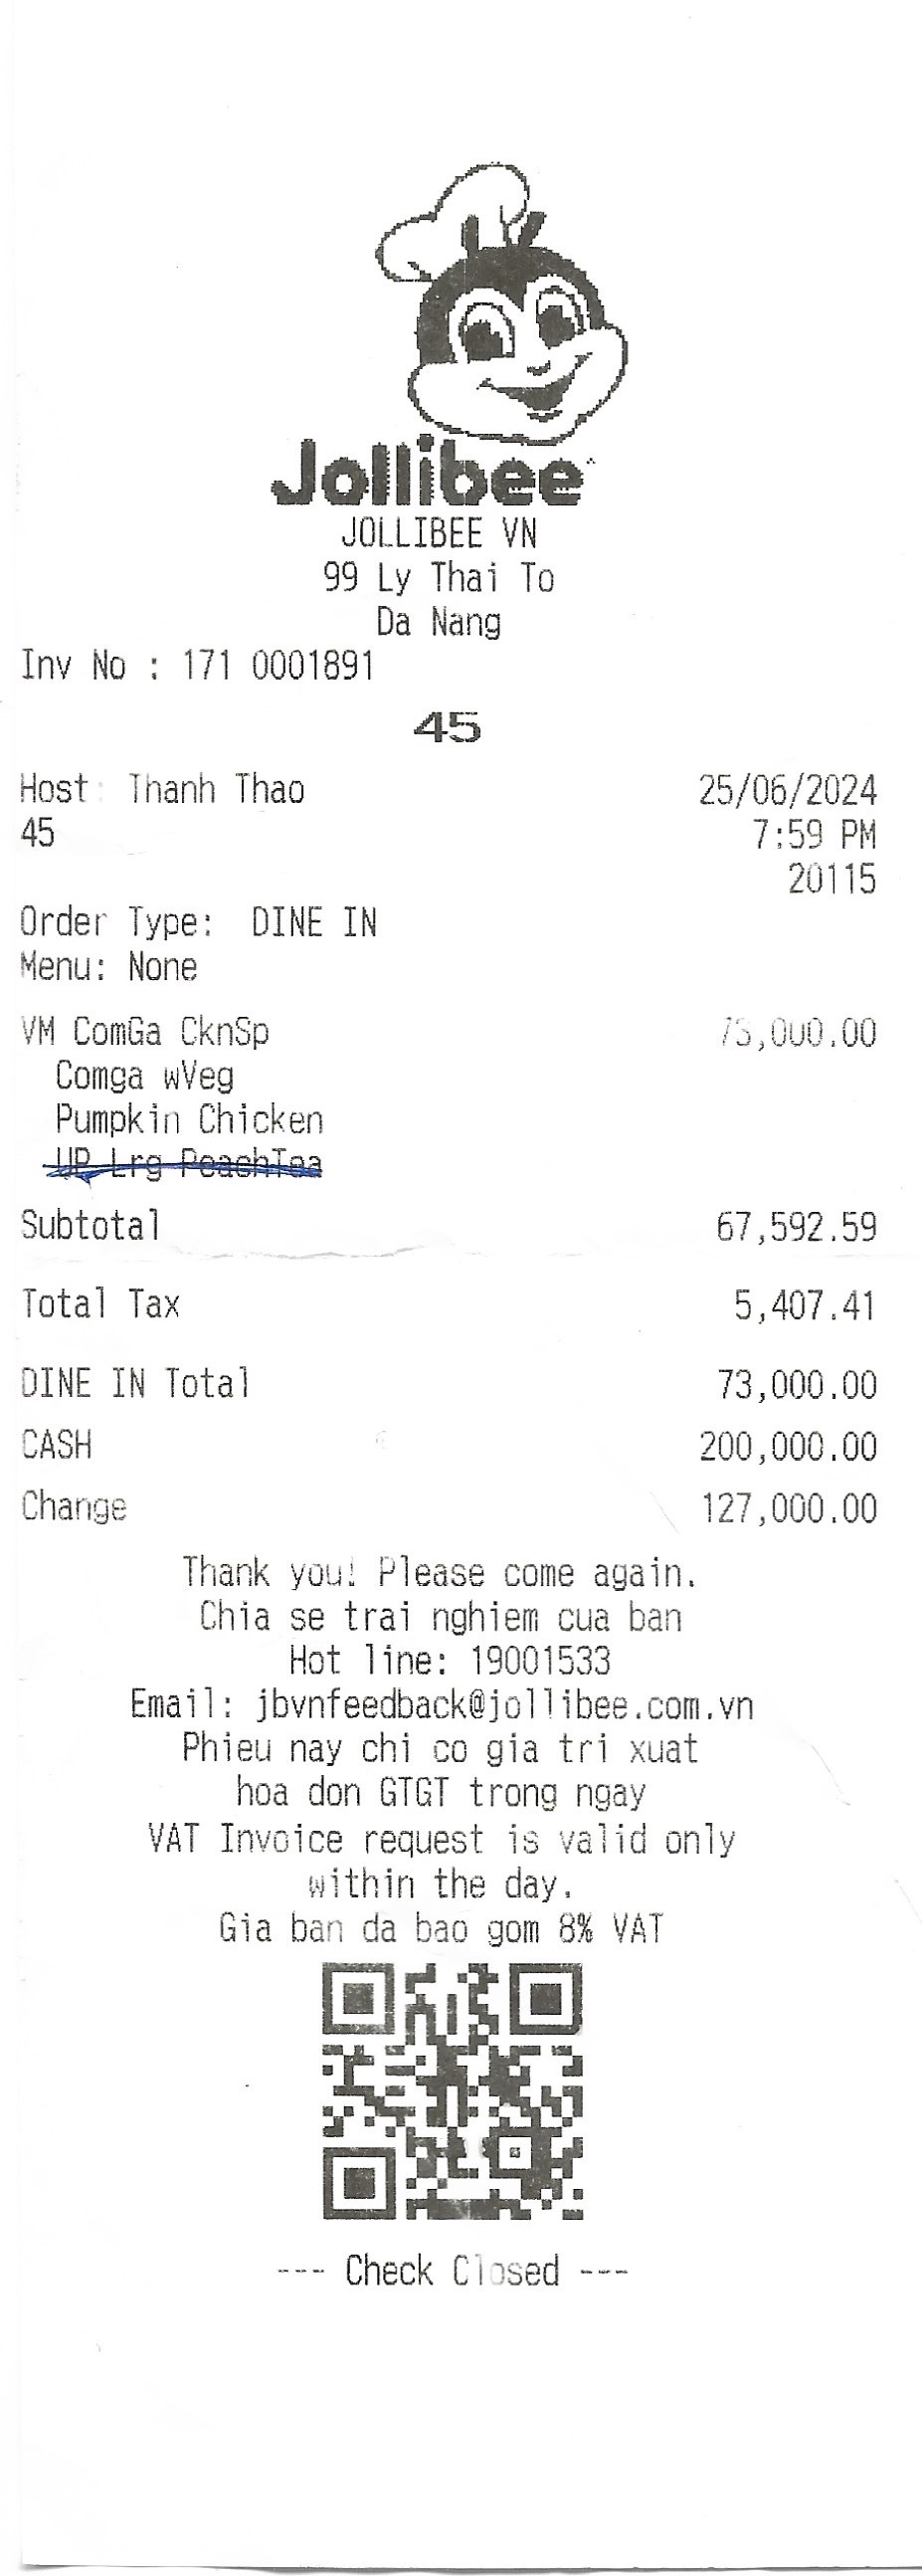 Jollibee
JOLLIBEE VN
99 Ly Thai To
Da Nang
Inv No : 171 0001891
45
Host: Thanh Thao 25/06/2024
45 7:59 PM
20115
Order Type: DINE IN
Menu: None
VM ComGa CknSp 73,000.00
Comga wVeg
Pumpkin Chicken
UP Lrg PeachTea
Subtotal 67,592.59
Total Tax 5,407.41
DINE IN Total 73,000.00
CASH 200,000.00
Change 127,000.00
Thank you! Please come again.
Chia se trai nghiem cua ban
Hot line: 19001533
Email: jbvnfeedback@jollibee.com.vn
Phieu nay chi co gia tri xuat
hoa don GTGT trong ngay
VAT Invoice request is valid only
within the day.
Gia ban da bao gom 8% VAT
--- Check Closed ---